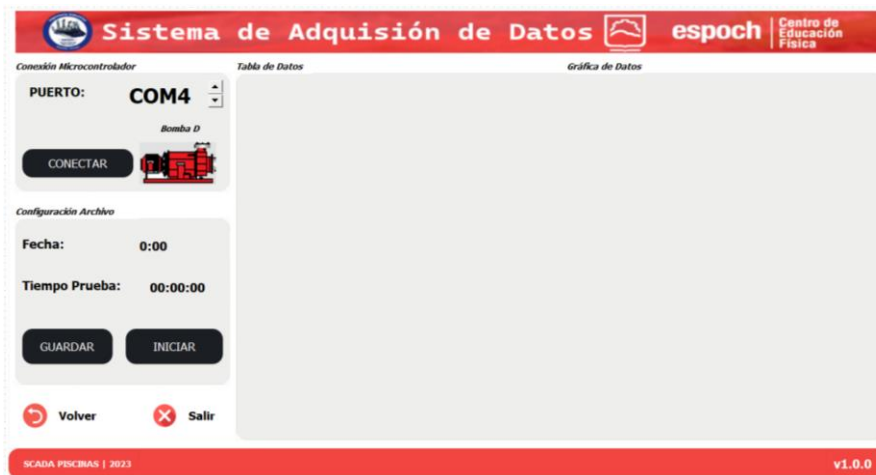 Sistema de Adquisición de Datos
espoch
Centro de
Educación
Física
Conexión Microcontrolador
PUERTO:
COM4
Bomba D
CONECTAR
Configuración Archivo
Fecha:
0:00
Tiempo Prueba:
00:00:00
GUARDAR
INICIAR
Volver
Salir
Tabla de Datos
Gráfica de Datos
SCADA PISCINAS | 2023
v1.0.0